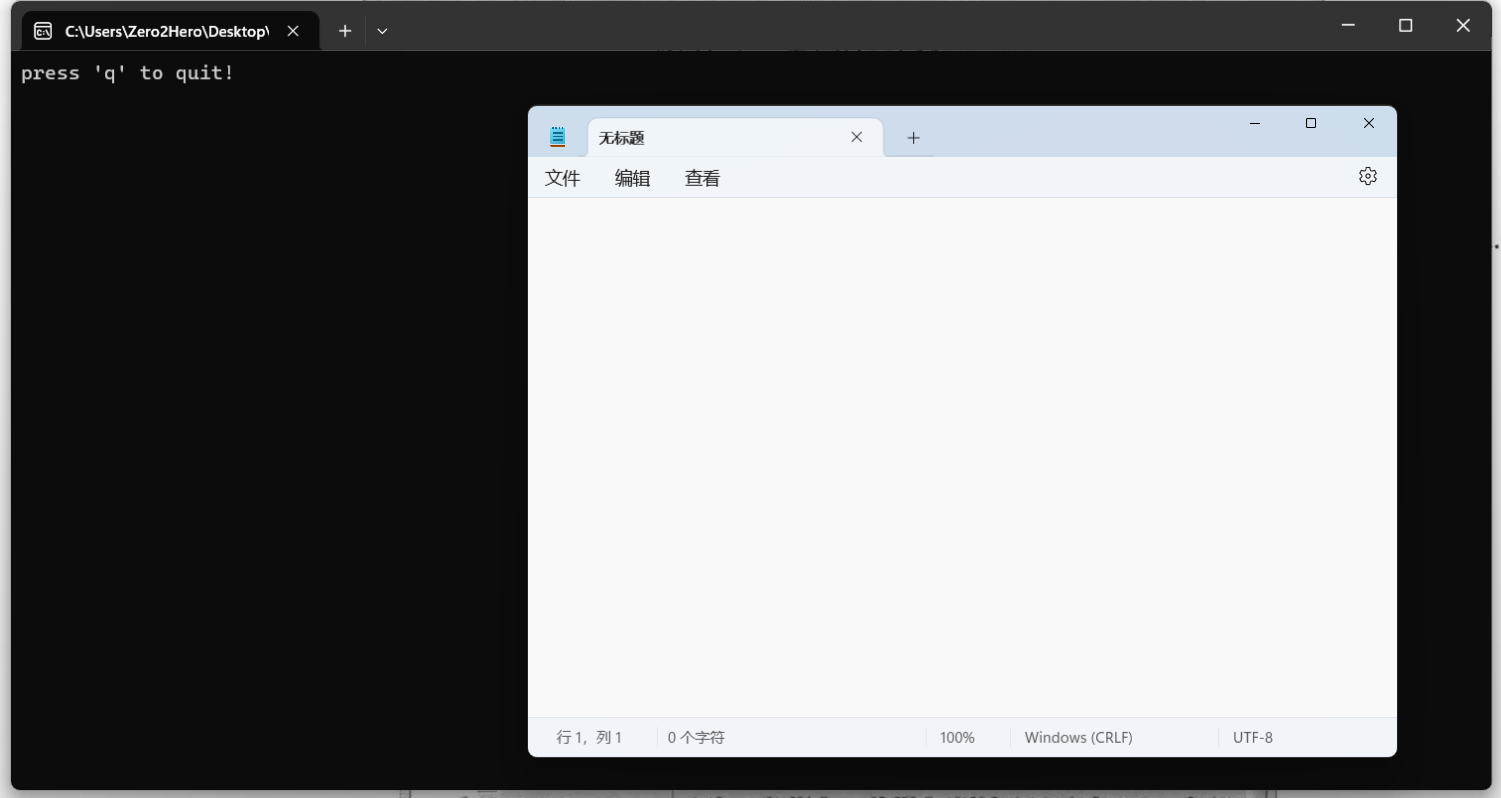 C:\Users\Zero2Hero\Desktop\
press 'q' to quit!
无标题
文件 编辑 查看
行 1，列 1 0 个字符 100% Windows (CRLF) UTF-8